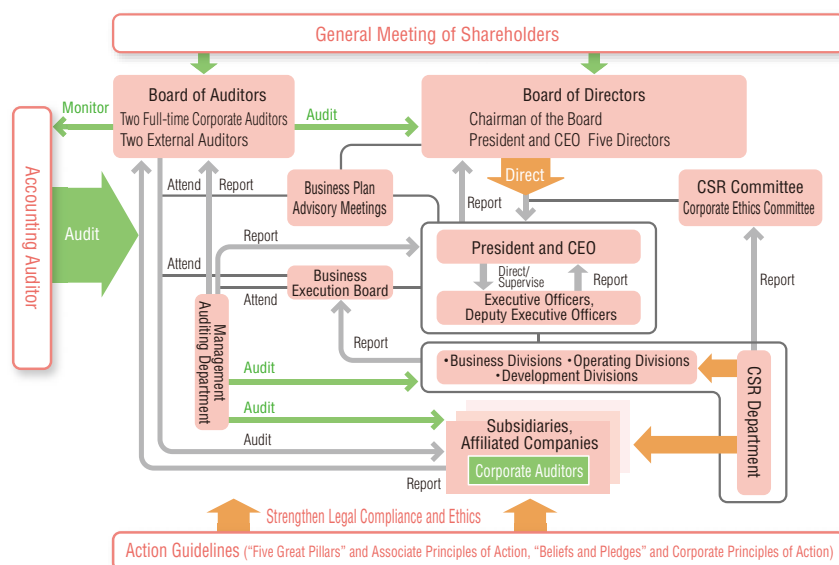 General Meeting of Shareholders
Board of Auditors
Two Full-time Corporate Auditors
Two External Auditors
Board of Directors
Chairman of the Board
President and CEO Five Directors
Monitor
Audit
Accounting Auditor
Audit
Attend
Report
Business Plan
Advisory Meetings
Direct
Report
CSR Committee
Corporate Ethics Committee
Report
President and CEO
Direct/
Supervise
Report
Executive Officers,
Deputy Executive Officers
Attend
Attend
Business
Execution Board
Report
Management
Auditing Department
Report
•Business Divisions •Operating Divisions
•Development Divisions
CSR Department
Audit
Audit
Audit
Subsidiaries,
Affiliated Companies
Corporate Auditors
Report
Strengthen Legal Compliance and Ethics
Action Guidelines (“Five Great Pillars” and Associate Principles of Action, “Beliefs and Pledges” and Corporate Principles of Action)